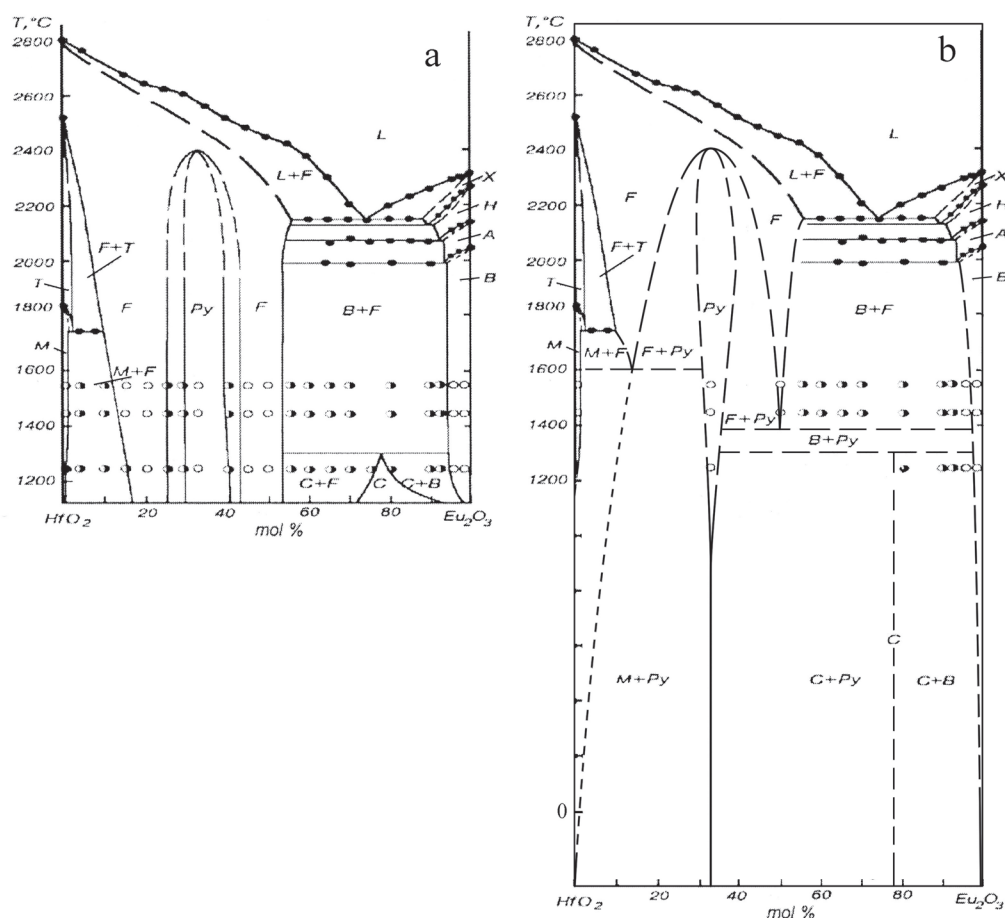 T,°C
2800
2600
2400
2200
2000
1800
1600
1400
1200
a
L
L+F
X
H
A
B
F+T
T
F
Py
F
B+F
M
M+F
C+F
C
C+B
HfO2
20
40
60
80
Eu2O3
mol %
T,°C
2800
2600
2400
2200
2000
1800
1600
1400
1200
0
b
L
L+F
X
H
A
B
F
F
F+T
T
Py
B+F
M
M+F
F+Py
F+Py
B+Py
C
M+Py
C+Py
C+B
HfO2
20
40
60
80
Eu2O3
mol %